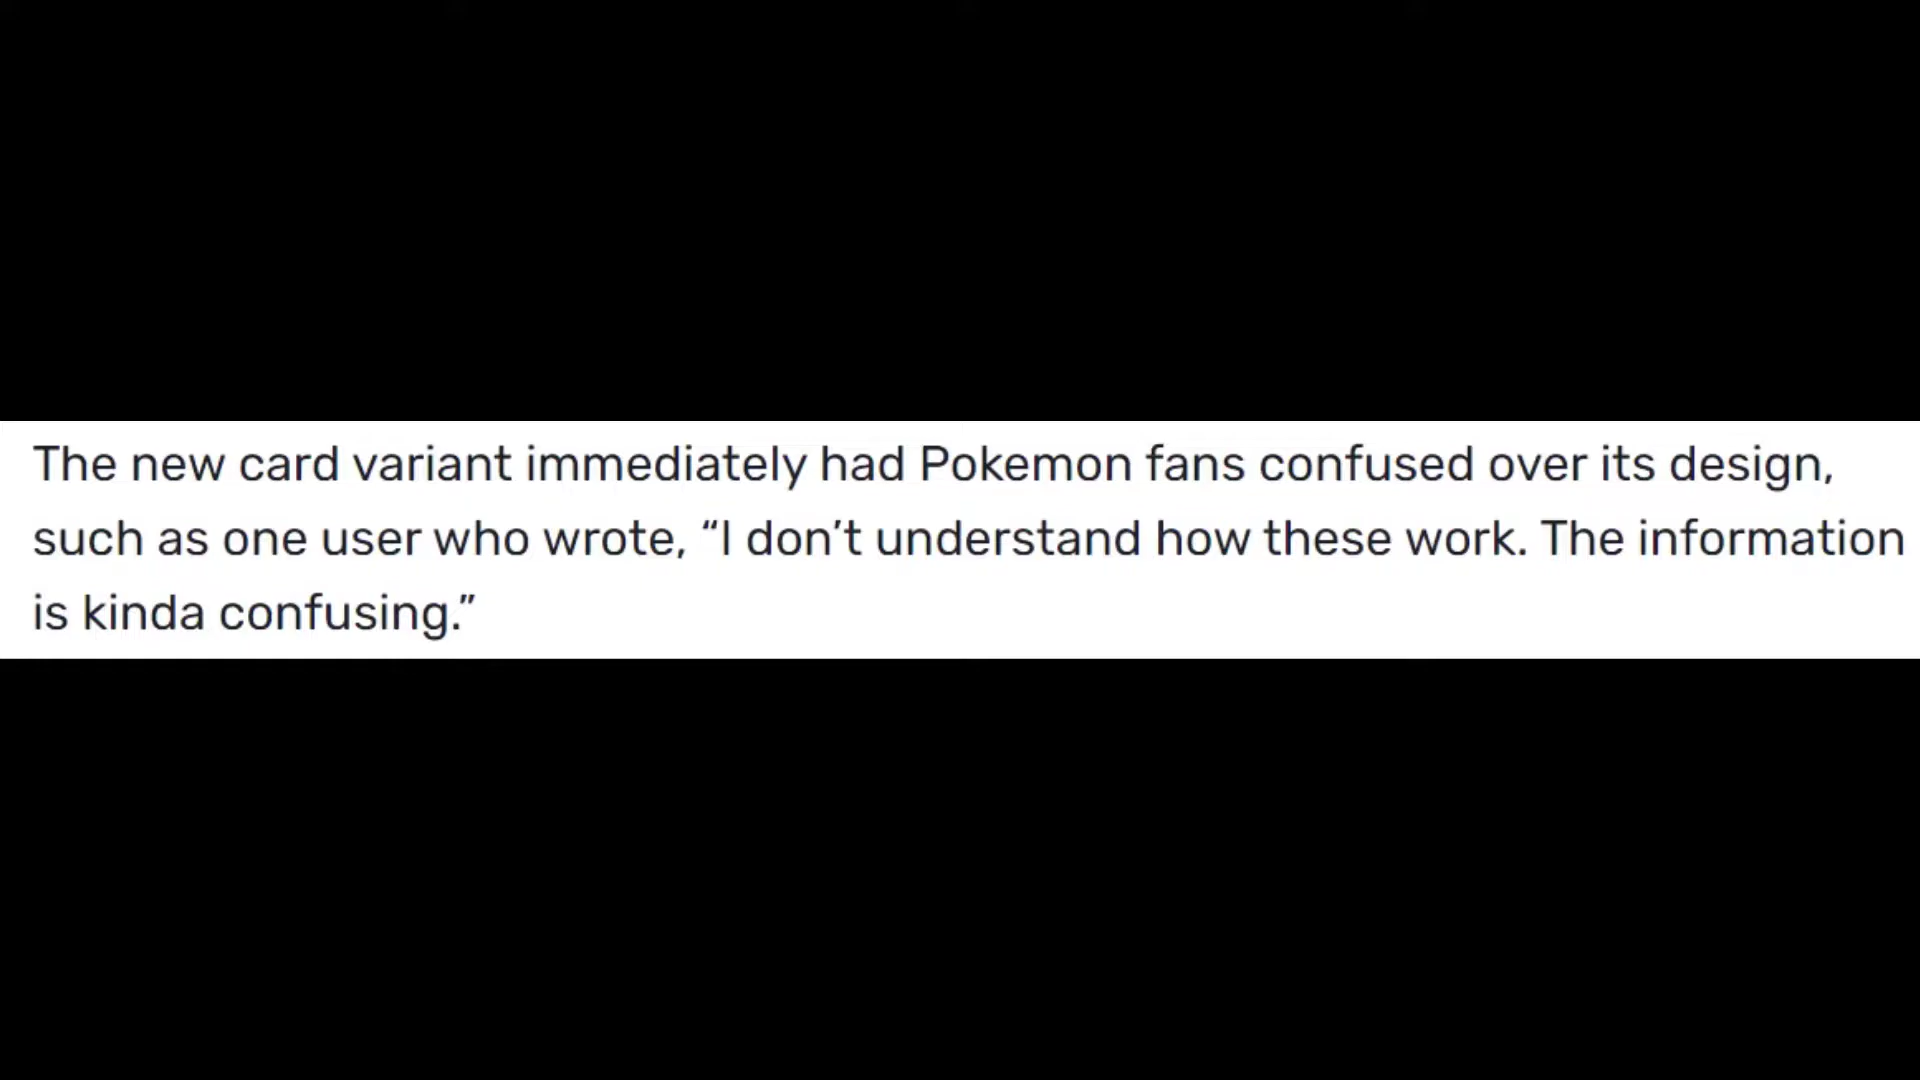 The new card variant immediately had Pokemon fans confused over its design,
such as one user who wrote, “I don’t understand how these work. The information
is kinda confusing.”